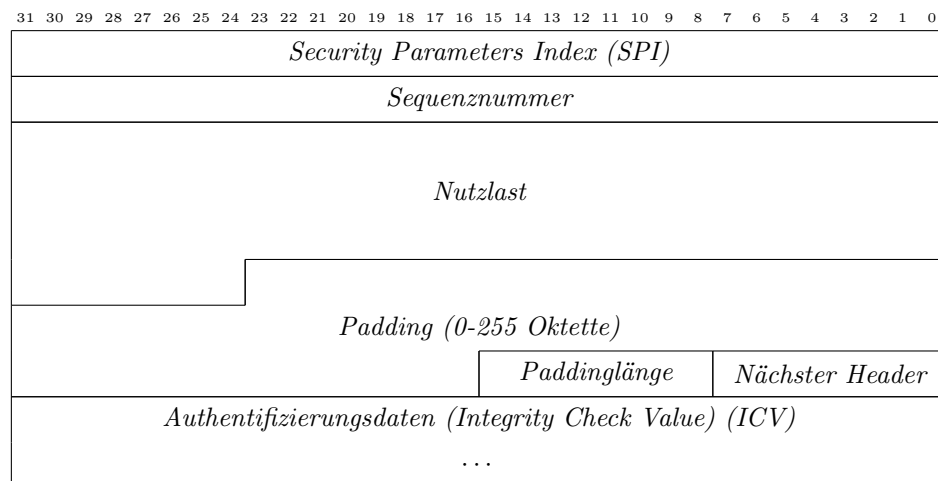 31 30 29 28 27 26 25 24 23 22 21 20 19 18 17 16 15 14 13 12 11 10 9 8 7 6 5 4 3 2 1 0
Security Parameters Index (SPI)
Sequenznummer
Nutzlast
Padding (0-255 Oktette)
Paddinglänge Nächster Header
Authentifizierungsdaten (Integrity Check Value) (ICV)
...